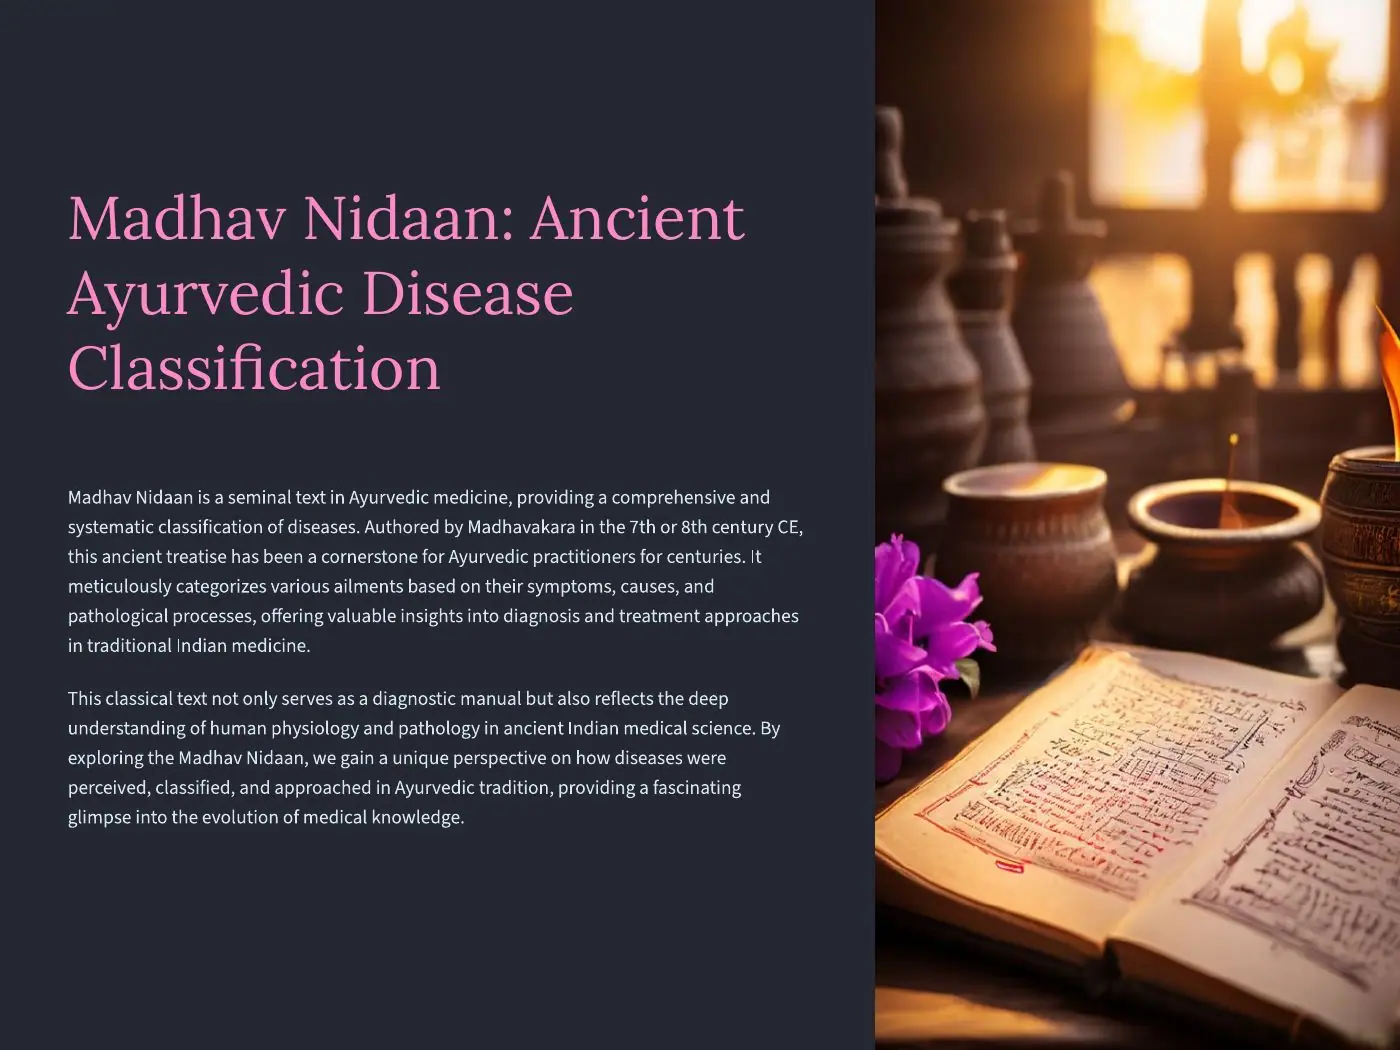 Madhav Nidaan: Ancient
Ayurvedic Disease
Classification
Madhav Nidaan is a seminal text in Ayurvedic medicine, providing a comprehensive and
systematic classification of diseases. Authored by Madhavakara in the 7th or 8th century CE,
this ancient treatise has been a cornerstone for Ayurvedic practitioners for centuries. It
meticulously categorizes various ailments based on their symptoms, causes, and
pathological processes, offering valuable insights into diagnosis and treatment approaches
in traditional Indian medicine.
This classical text not only serves as a diagnostic manual but also reflects the deep
understanding of human physiology and pathology in ancient Indian medical science. By
exploring the Madhav Nidaan, we gain a unique perspective on how diseases were
perceived, classified, and approached in Ayurvedic tradition, providing a fascinating
glimpse into the evolution of medical knowledge.